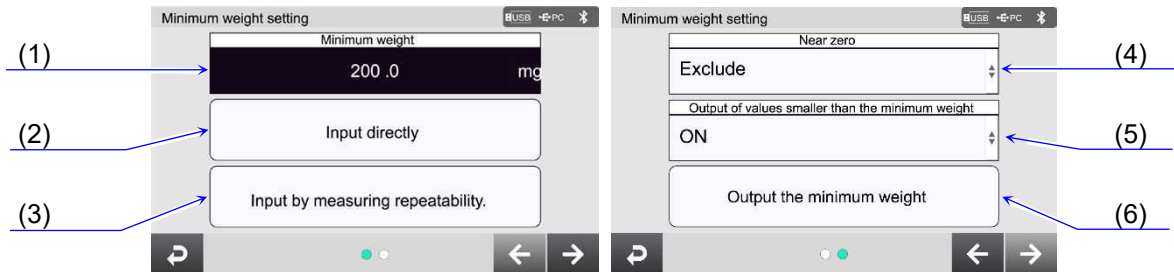 Minimum weight setting
USB PC
Minimum weight
200 .0 mg
Input directly
Input by measuring repeatability.
(1)
(2)
(3)
Minimum weight setting
USB PC
Near zero
Exclude
Output of values smaller than the minimum weight
ON
Output the minimum weight
(4)
(5)
(6)